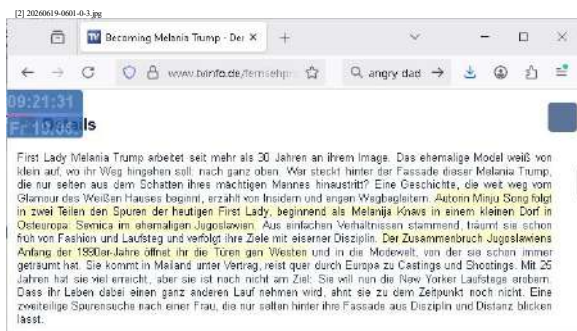 [2] 20260619-0601-0-3.jpg
Becoming Melania Trump - Der
www.tvinfo.de/fernsehp
angry dad
09:21:31
Fr 19.06.
Details
First Lady Melania Trump arbeitet seit mehr als 30 Jahren an ihrem Image. Das ehemalige Model weiß von
klein auf, wo ihr Weg hingehen soll: nach ganz oben. Wer steckt hinter der Fassade dieser Melania Trump,
die nur selten aus dem Schatten ihres mächtigen Mannes hinaustritt? Eine Geschichte, die weit weg vom
Glamour des Weißen Hauses beginnt, erzählt von Insidern und engen Wegbegleitern. Autorin Minju Song folgt
in zwei Teilen den Spuren der heutigen First Lady, beginnend als Melanija Knavs in einem kleinen Dorf in
Osteuropa: Sevnica im ehemaligen Jugoslawien. Aus einfachen Verhältnissen stammend, träumt sie schon
früh von Fashion und Laufsteg und verfolgt ihre Ziele mit eiserner Disziplin. Der Zusammenbruch Jugoslawiens
Anfang der 1990er-Jahre öffnet ihr die Türen gen Westen und in die Modewelt, von der sie schon immer
geträumt hat. Sie kommt in Mailand unter Vertrag, reist quer durch Europa zu Castings und Shootings. Mit 25
Jahren hat sie viel erreicht, aber sie ist noch nicht am Ziel: Sie will nun die New Yorker Laufstege erobern.
Dass ihr Leben dabei einen ganz anderen Lauf nehmen wird, ahnt sie zu dem Zeitpunkt noch nicht. Eine
zweiteilige Spurensuche nach einer Frau, die nur selten hinter ihre Fassade aus Disziplin und Distanz blicken
lässt.